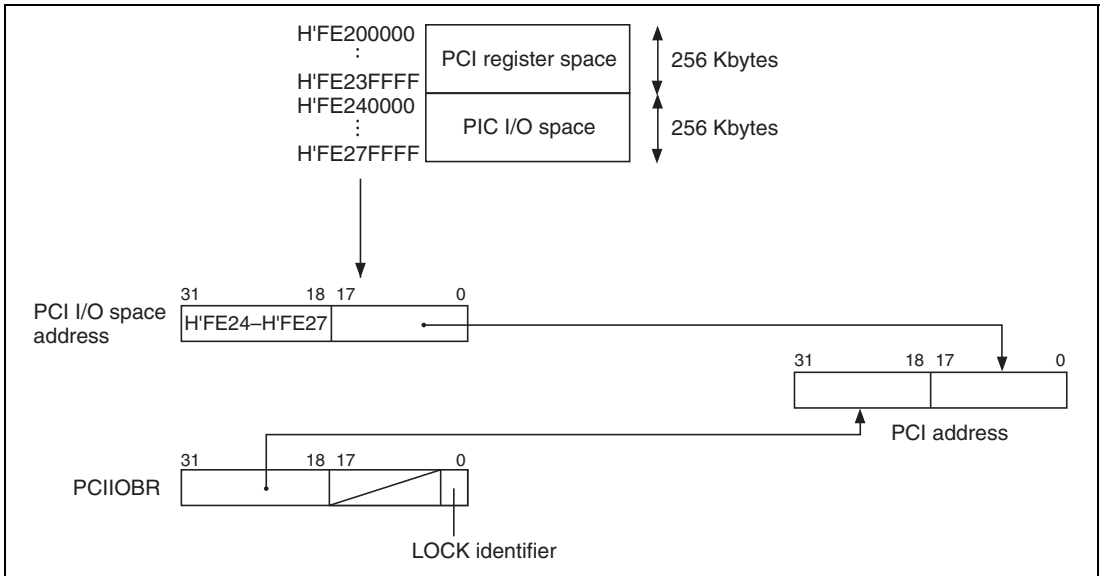 H'FE200000
:
H'FE23FFFF
PCI register space
256 Kbytes
H'FE240000
⋮
H'FE27FFFF
PIC I/O space
256 Kbytes
PCI I/O space
address
31 18 17 0
H'FE24–H'FE27
31 18 17 0
PCI address
PCIIOBR
31 18 17 0
LOCK identifier